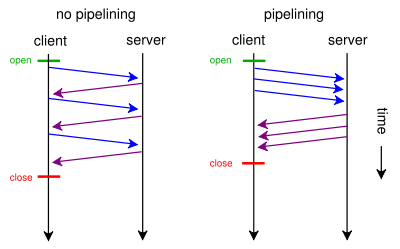 no pipelining
client server
open
close
pipelining
client server
open
close
time